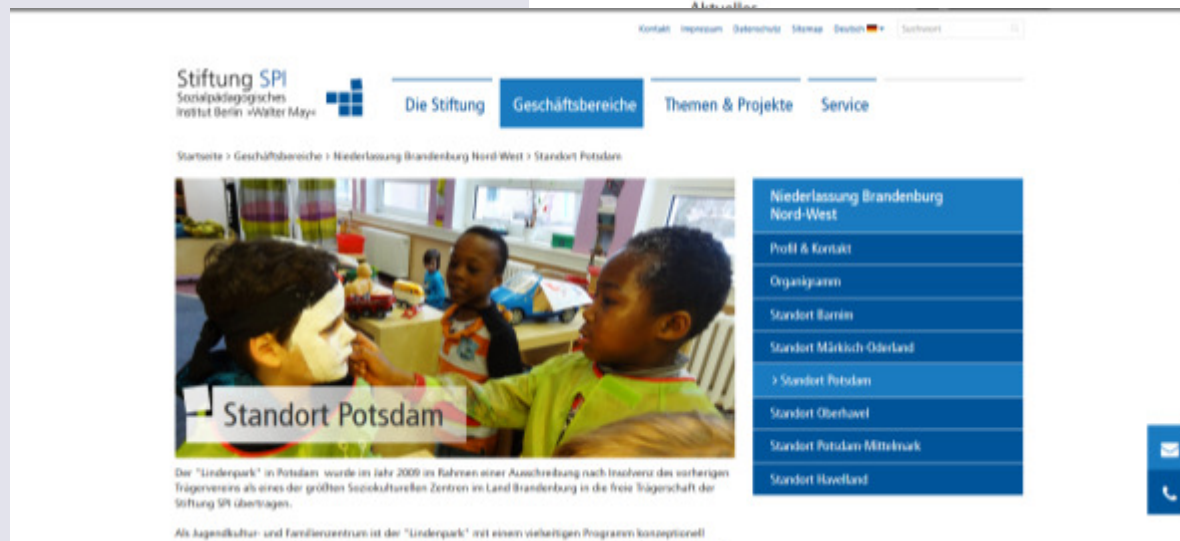 Aktuelles
Kontakt Impressum Datenschutz Sitemap Deutsch Suchwort
Stiftung SPI
Sozialpädagogisches
Institut Berlin »Walter May«
Die Stiftung Geschäftsbereiche Themen & Projekte Service
Startseite > Geschäftsbereiche > Niederlassung Brandenburg Nord-West > Standort Potsdam
Standort Potsdam
Niederlassung Brandenburg
Nord-West
Profil & Kontakt
Organigramm
Standort Barnim
Standort Märkisch-Oderland
> Standort Potsdam
Standort Oberhavel
Standort Potsdam-Mittelmark
Standort Havelland
Der "Lindenpark" in Potsdam wurde im Jahr 2009 im Rahmen einer Ausschreibung nach Insolvenz des vorherigen
Trägervereins als eines der größten Soziokulturellen Zentren im Land Brandenburg in die freie Trägerschaft der
Stiftung SPI übertragen.
Als Jugendkultur- und Familienzentrum ist der "Lindenpark" mit einem vielseitigen Programm konzeptionell